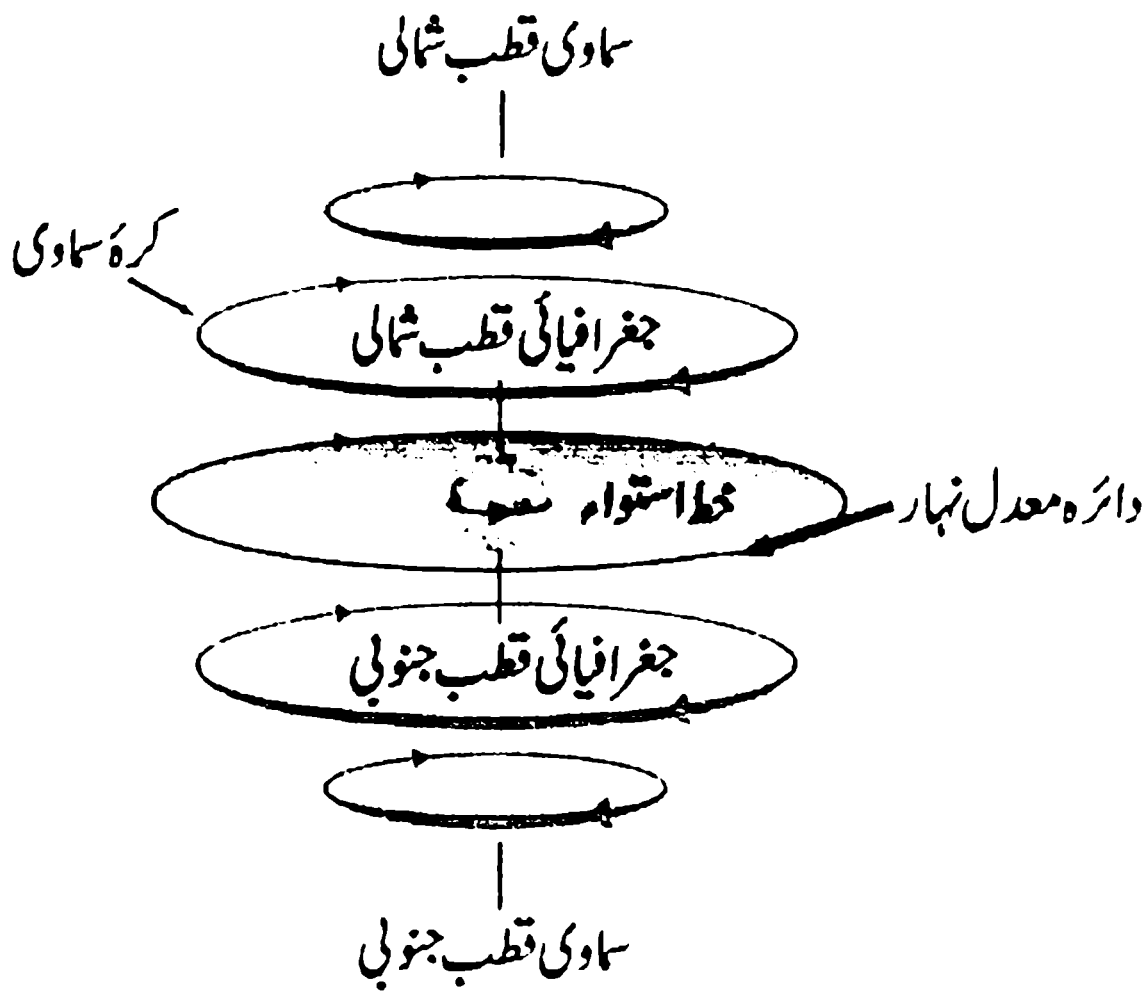 سماوی قطب شمالی
کرۂ سماوی
جغرافیائی قطب شمالی
خط استواء
دائرہ معدل نہار
جغرافیائی قطب جنوبی
سماوی قطب جنوبی